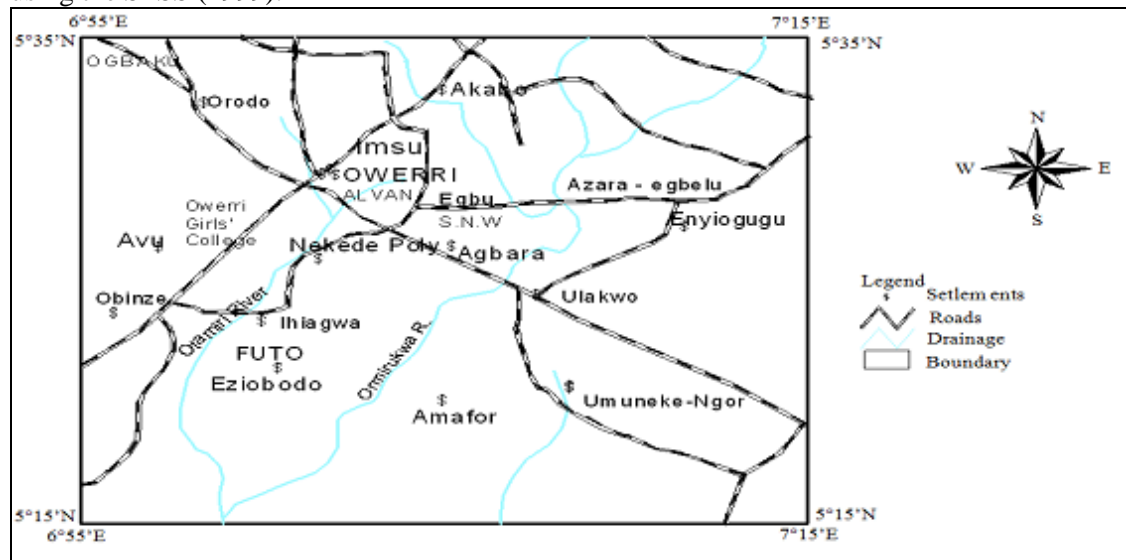 6°55'E
7°15'E
5°35'N
5°35'N
OGBAKU
Orodo
Akabo
N
W
E
S
Imsu
OWERRI
ALVAN
Azara - egbelu
Egbu
S.N.W
Owerri
Girls'
College
Enyiogugu
Avu
Nekede Poly
Agbara
Obinze
Otamiri River
Ulakwo
Ihiagwa
Legend
$ Setlements
Roads
Drainage
Boundary
FUTO
Eziobodo
Onmirukwa R.
Amafor
Umuneke-Ngor
5°15'N
5°15'N
6°55'E
7°15'E